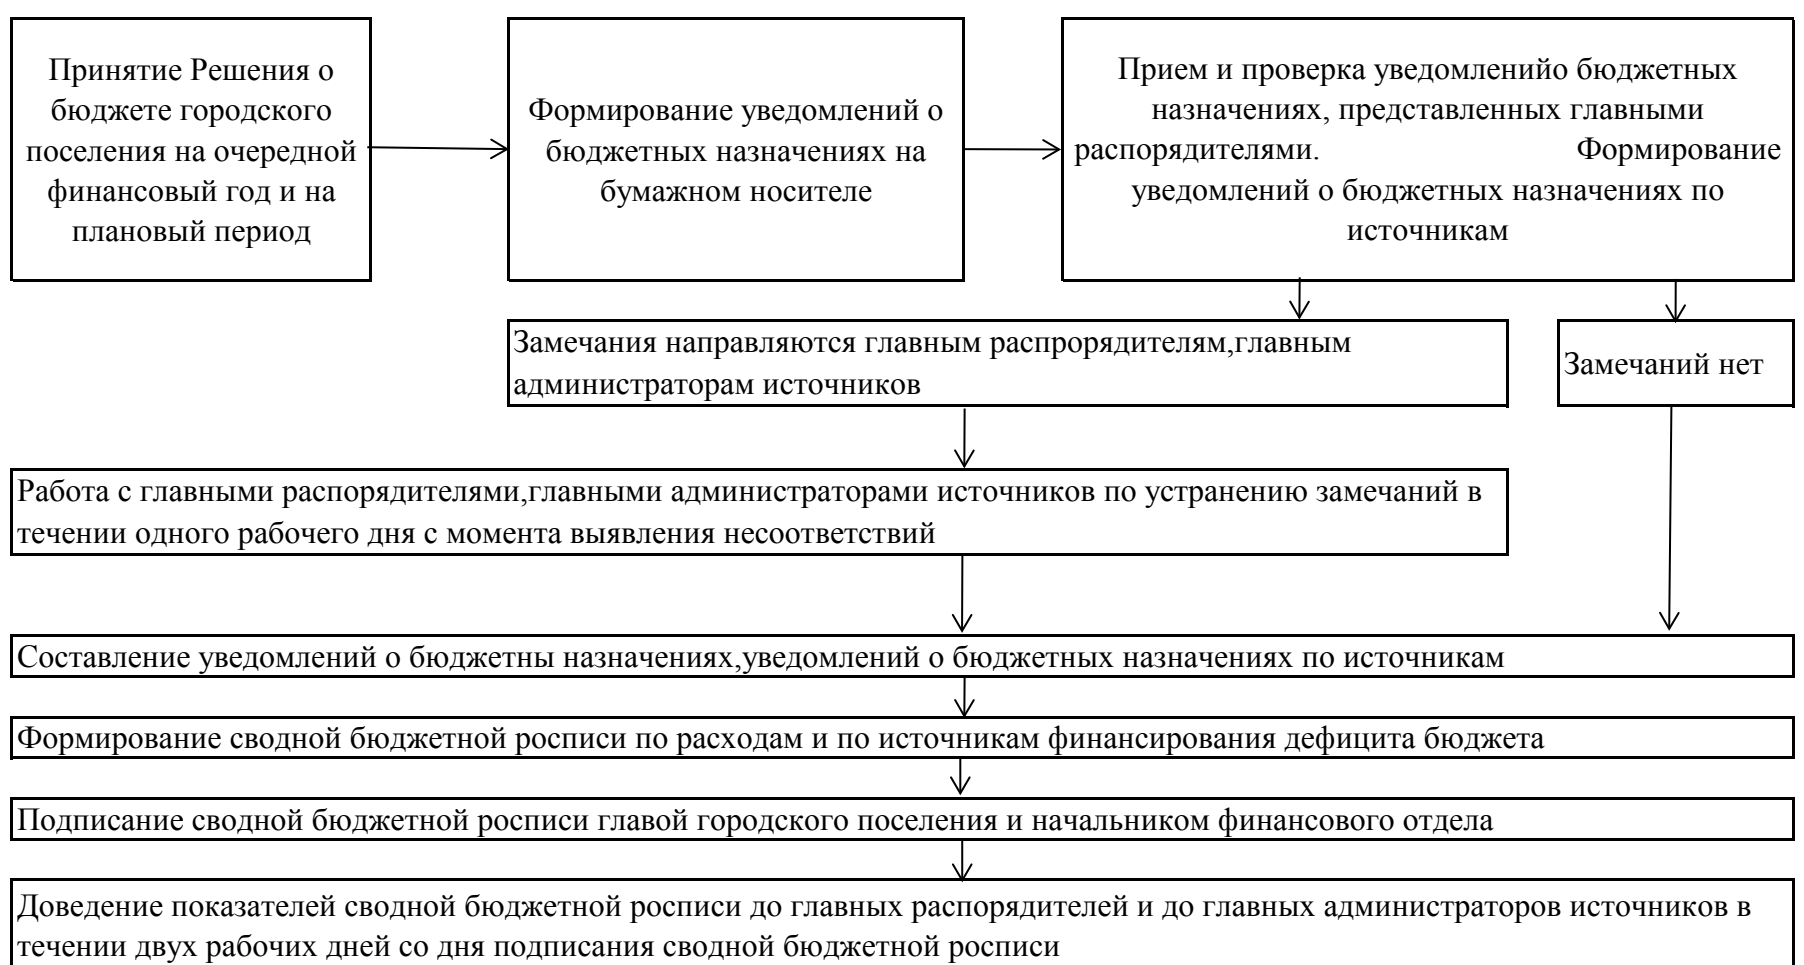 Принятие Решения о
бюджете городского
поселения на очередной
финансовый год и на
плановый период
Формирование уведомлений о
бюджетных назначениях на
бумажном носителе
Прием и проверка уведомленийо бюджетных
назначениях, представленных главными
распорядителями. Формирование
уведомлений о бюджетных назначениях по
источникам
Замечания направляются главным распрорядителям,главным
администраторам источников
Замечаний нет
Работа с главными распорядителями,главными администраторами источников по устранению замечаний в
течении одного рабочего дня с момента выявления несоответствий
Составление уведомлений о бюджетны назначениях,уведомлений о бюджетных назначениях по источникам
Формирование сводной бюджетной росписи по расходам и по источникам финансирования дефицита бюджета
Подписание сводной бюджетной росписи главой городского поселения и начальником финансового отдела
Доведение показателей сводной бюджетной росписи до главных распорядителей и до главных администраторов источников в
течении двух рабочих дней со дня подписания сводной бюджетной росписи